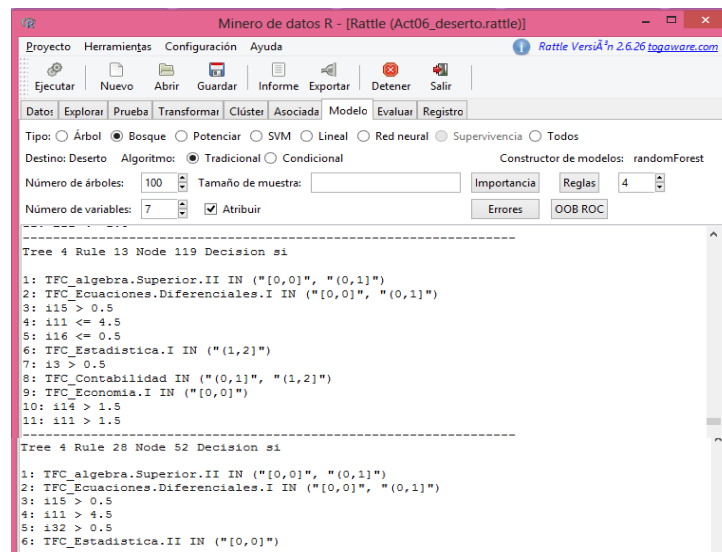 Minero de datos R - [Rattle (Act06_deserto.rattle)]
Proyecto Herramientas Configuración Ayuda
Rattle VersiÃ³n 2.6.26 togaware.com
Ejecutar Nuevo Abrir Guardar Informe Exportar Detener Salir
Datos Explorar Prueba Transformar Clúster Asociada Modelo Evaluar Registro
Tipo: Árbol Bosque Potenciar SVM Lineal Red neural Supervivencia Todos
Destino: Deserto Algoritmo: Tradicional Condicional Constructor de modelos: randomForest
Número de árboles: 100 Tamaño de muestra: Importancia Reglas 4
Número de variables: 7 Atribuir Errores OOB ROC
----------------------------------------------------------------
Tree 4 Rule 13 Node 119 Decision si
1: TFC_algebra.Superior.II IN ("[0,0]", "(0,1]")
2: TFC_Ecuaciones.Diferenciales.I IN ("[0,0]", "(0,1]")
3: i15 > 0.5
4: i11 <= 4.5
5: i16 <= 0.5
6: TFC_Estadistica.I IN ("(1,2]")
7: i3 > 0.5
8: TFC_Contabilidad IN ("(0,1]", "(1,2]")
9: TFC_Economia.I IN ("[0,0]")
10: i14 > 1.5
11: i11 > 1.5
----------------------------------------------------------------
Tree 4 Rule 28 Node 52 Decision si
1: TFC_algebra.Superior.II IN ("[0,0]", "(0,1]")
2: TFC_Ecuaciones.Diferenciales.I IN ("[0,0]", "(0,1]")
3: i15 > 0.5
4: i11 > 4.5
5: i32 > 0.5
6: TFC_Estadistica.II IN ("[0,0]")